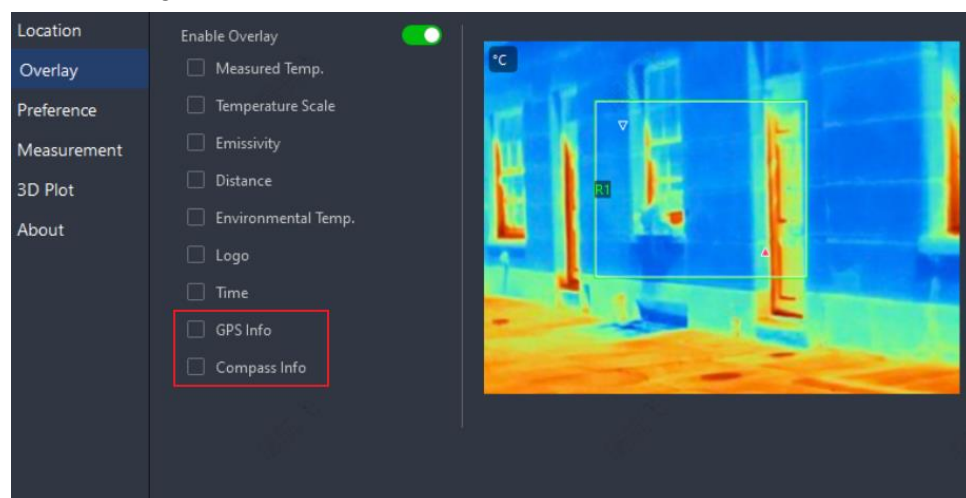 Location
Overlay
Preference
Measurement
3D Plot
About
Enable Overlay
Measured Temp.
Temperature Scale
Emissivity
Distance
Environmental Temp.
Logo
Time
GPS Info
Compass Info
°C
R1